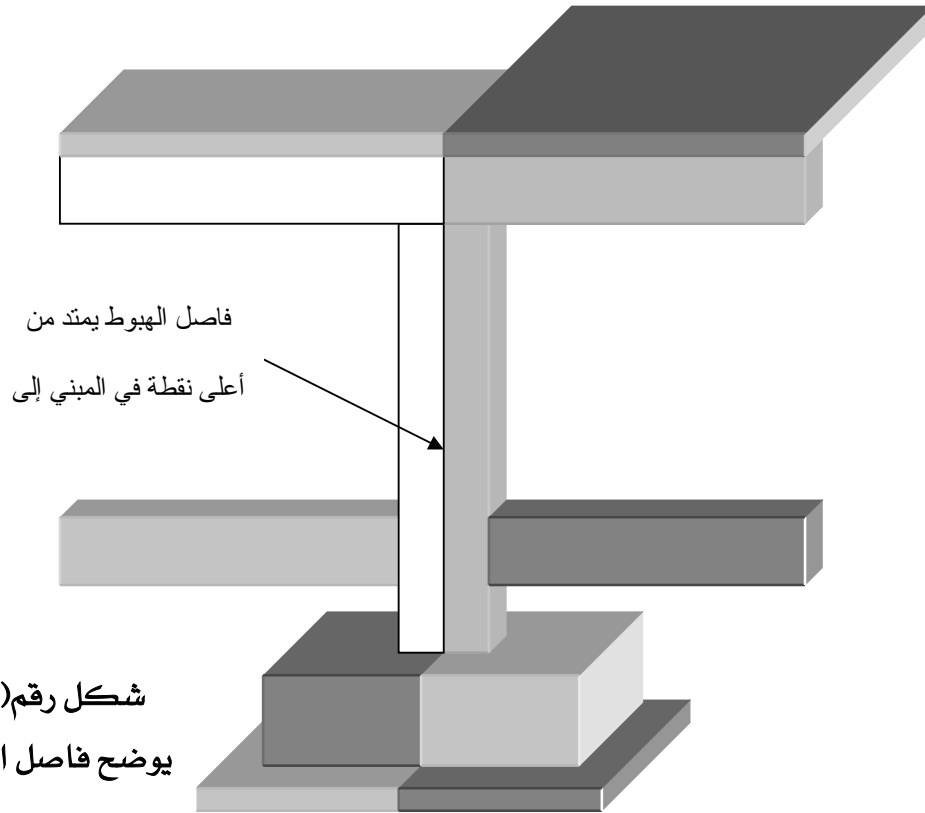 فاصل الهبوط يمتد من
أعلى نقطة في المبني إلى
شكل رقم(
يوضح فاصل ا